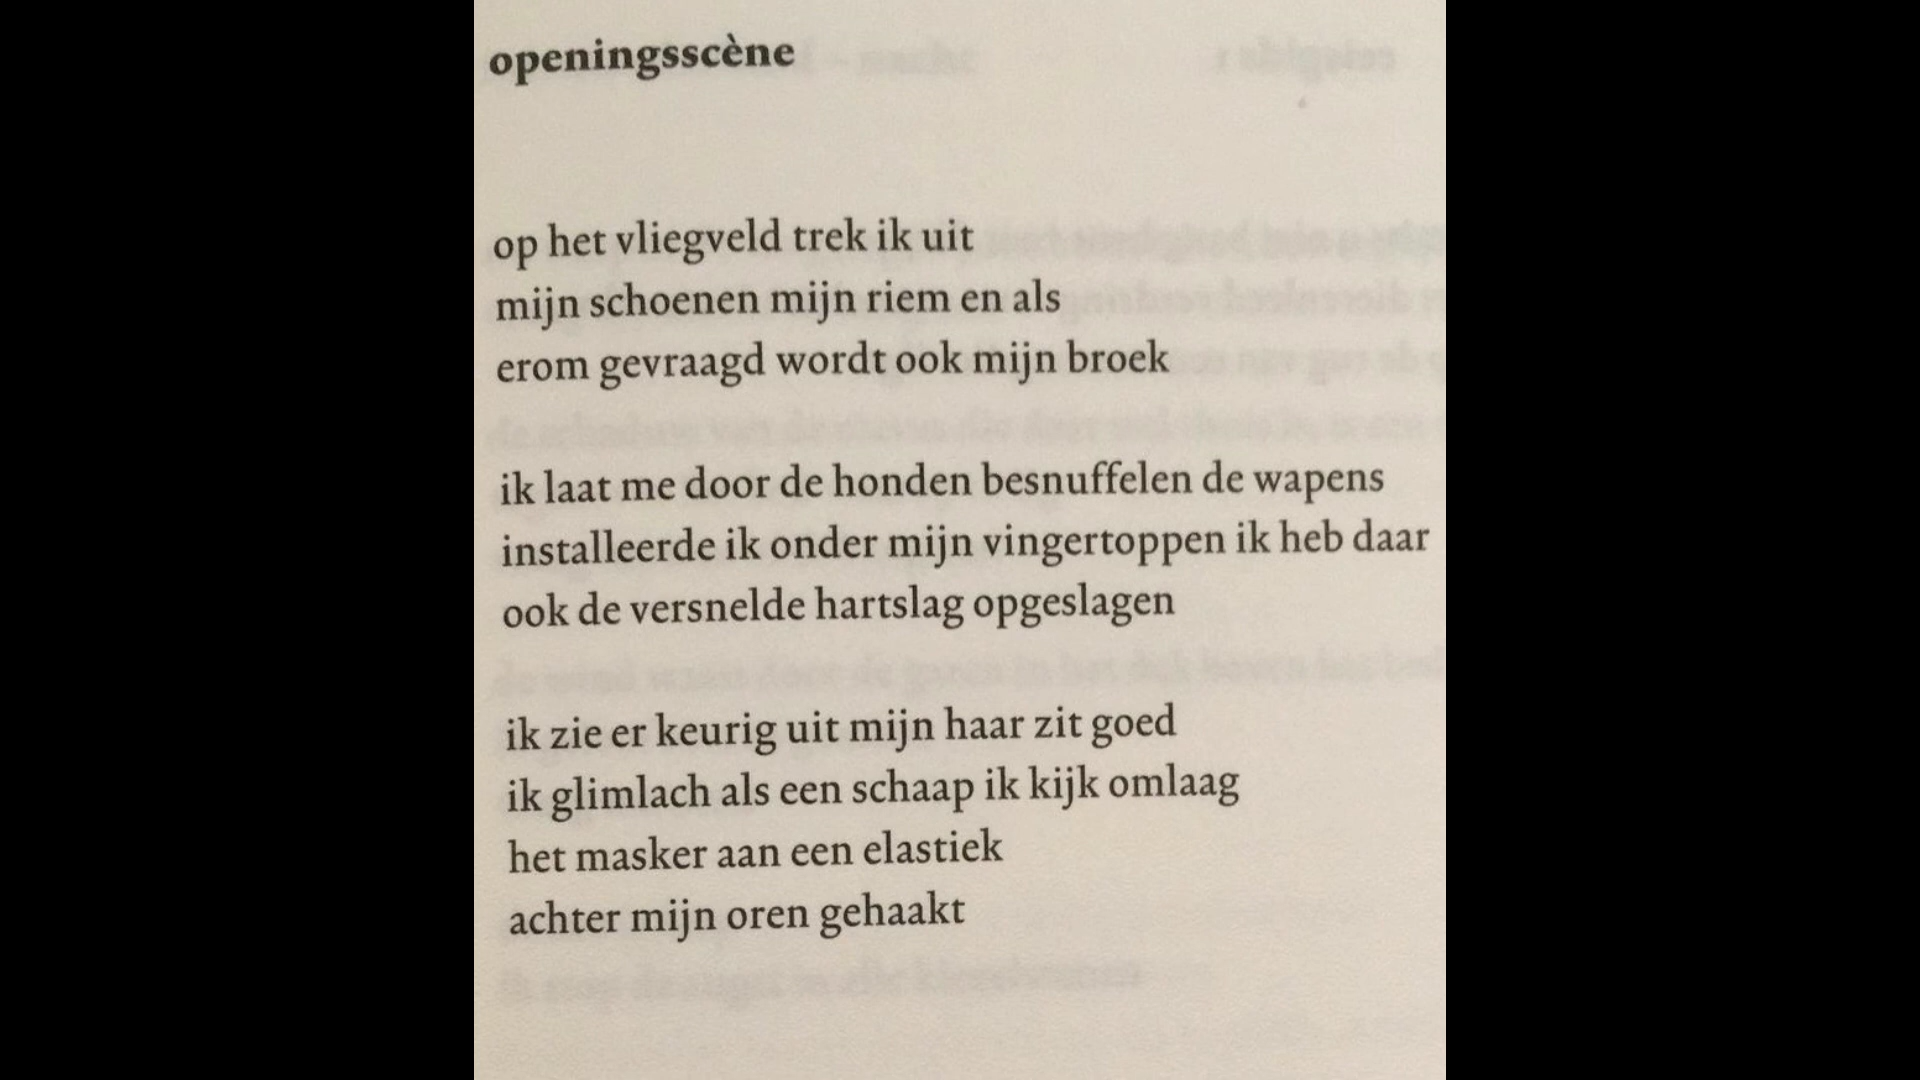 openingsscène
op het vliegveld trek ik uit
mijn schoenen mijn riem en als
erom gevraagd wordt ook mijn broek
ik laat me door de honden besnuffelen de wapens
installeerde ik onder mijn vingertoppen ik heb daar
ook de versnelde hartslag opgeslagen
ik zie er keurig uit mijn haar zit goed
ik glimlach als een schaap ik kijk omlaag
het masker aan een elastiek
achter mijn oren gehaakt